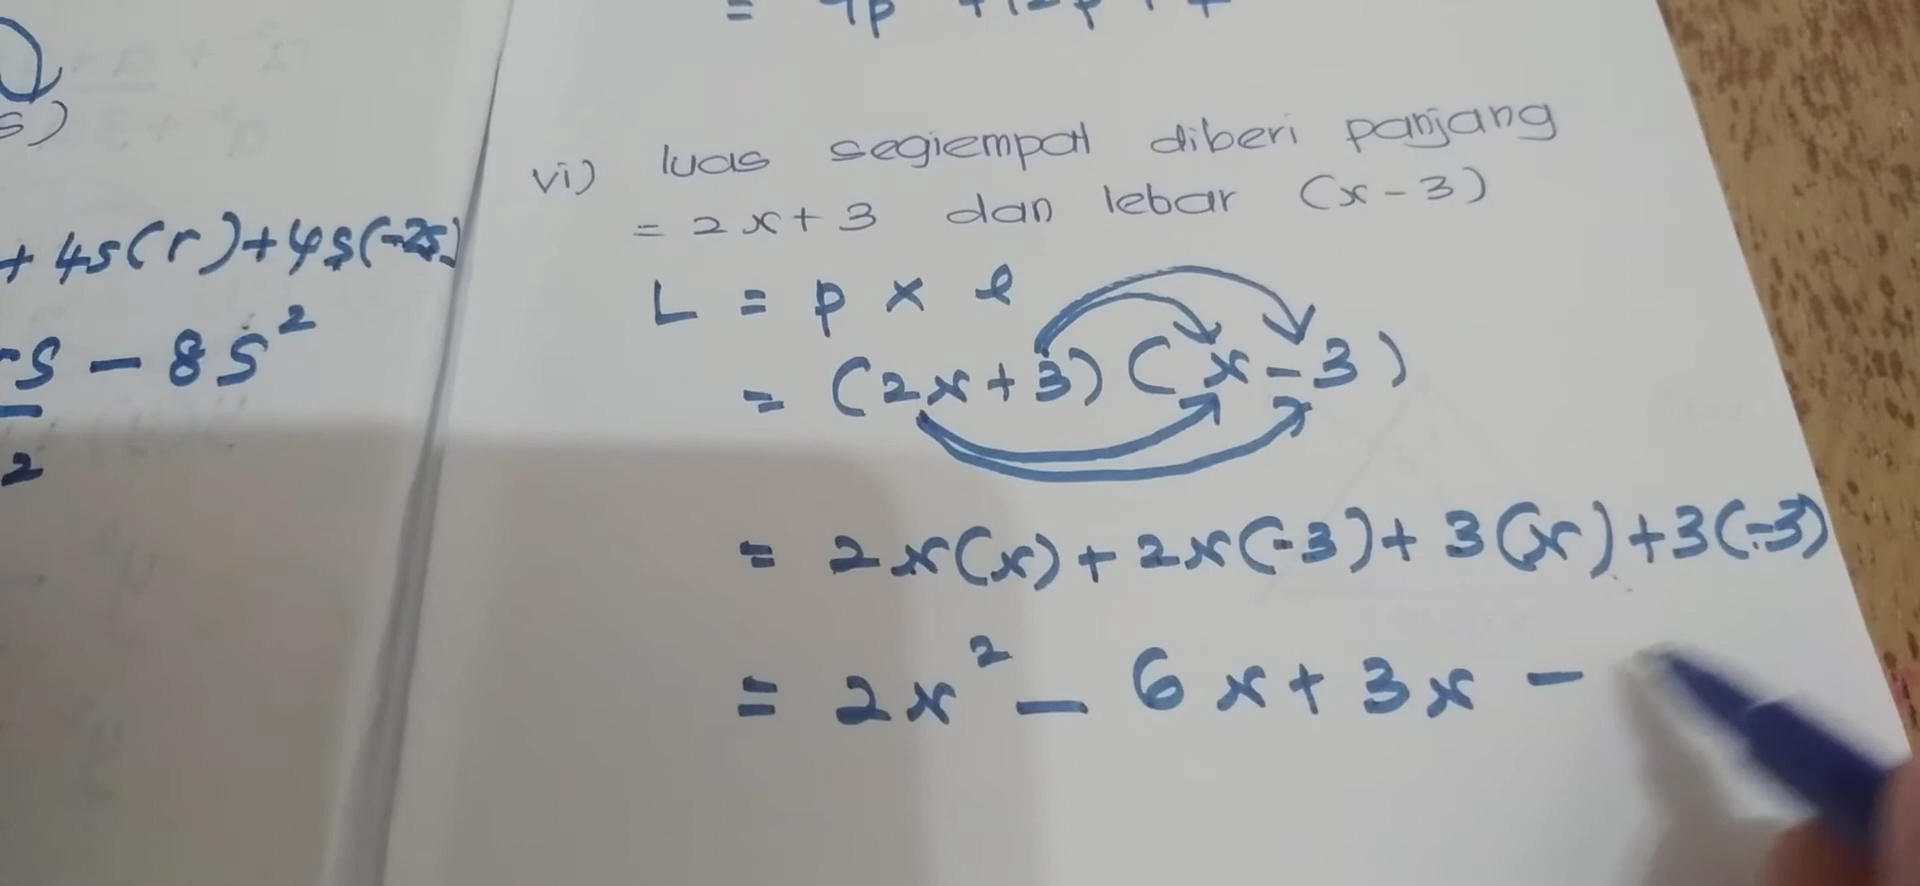 s)
+ 4s(r)+4s(-2s)
s - 8s²
2
vi) luas segiempat diberi panjang
= 2x+3 dan lebar (x-3)
L = p x l
= (2x+3)(x-3)
= 2x(x)+2x(-3)+3(x)+3(-3)
= 2x² - 6x+3x -